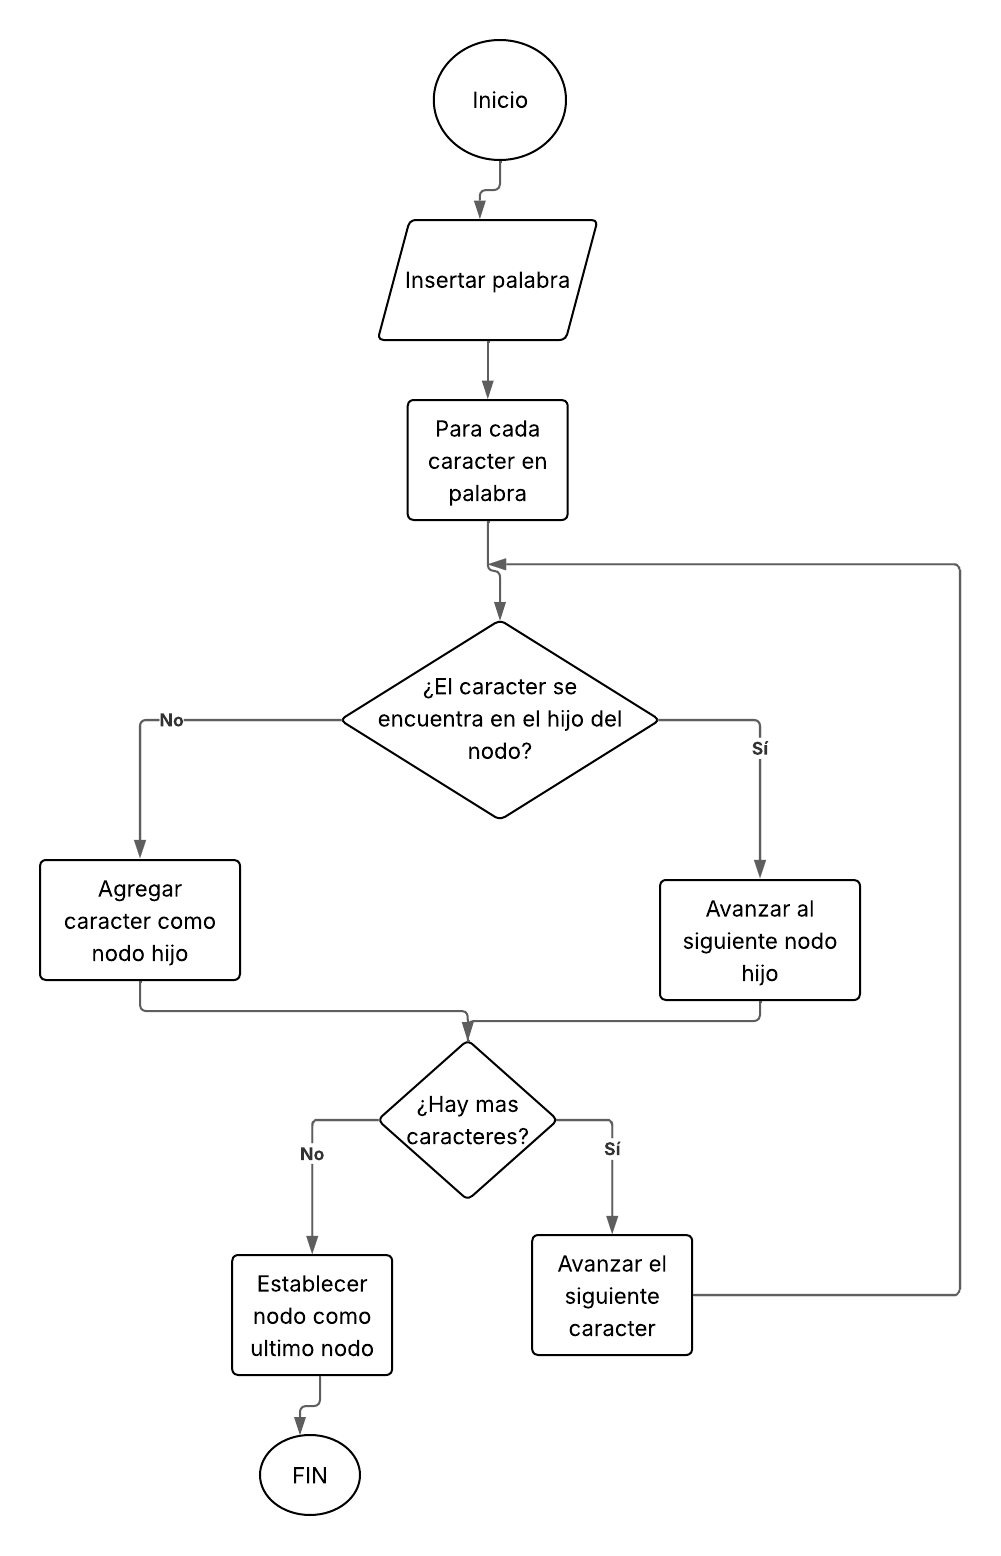 Inicio
Insertar palabra
Para cada
caracter en
palabra
¿El caracter se
encuentra en el hijo del
nodo?
No
Sí
Agregar
caracter como
nodo hijo
Avanzar al
siguiente nodo
hijo
¿Hay mas
caracteres?
No
Sí
Establecer
nodo como
ultimo nodo
Avanzar el
siguiente
caracter
FIN